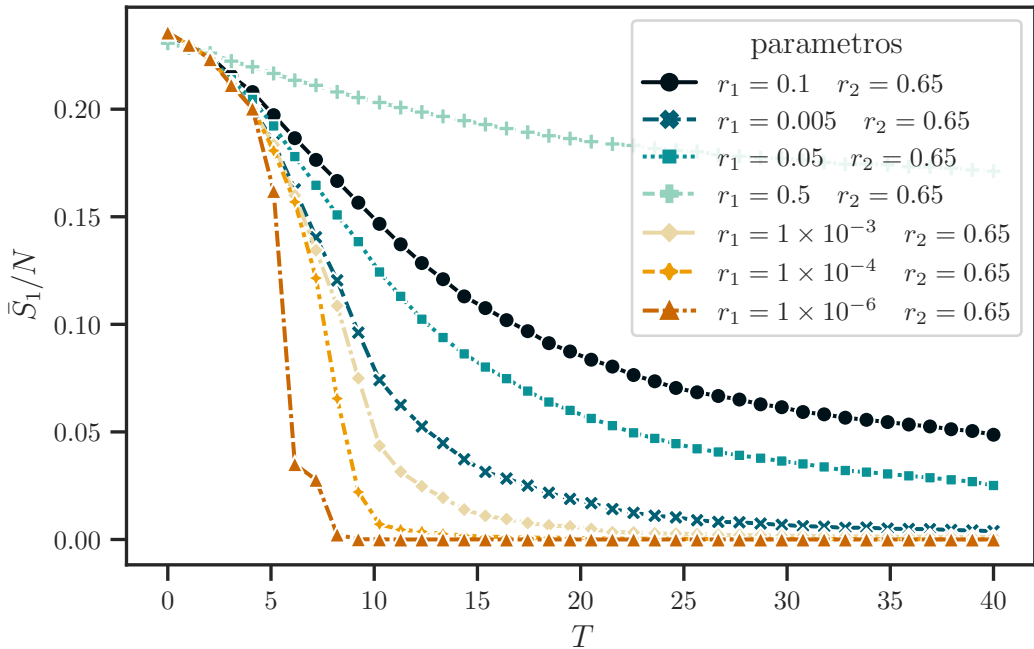 parametros
r₁ = 0.1 r₂ = 0.65
r₁ = 0.005 r₂ = 0.65
r₁ = 0.05 r₂ = 0.65
r₁ = 0.5 r₂ = 0.65
r₁ = 1 × 10⁻³ r₂ = 0.65
r₁ = 1 × 10⁻⁴ r₂ = 0.65
r₁ = 1 × 10⁻⁶ r₂ = 0.65
S̄₁/N
0.20
0.15
0.10
0.05
0.00
0 5 10 15 20 25 30 35 40
T